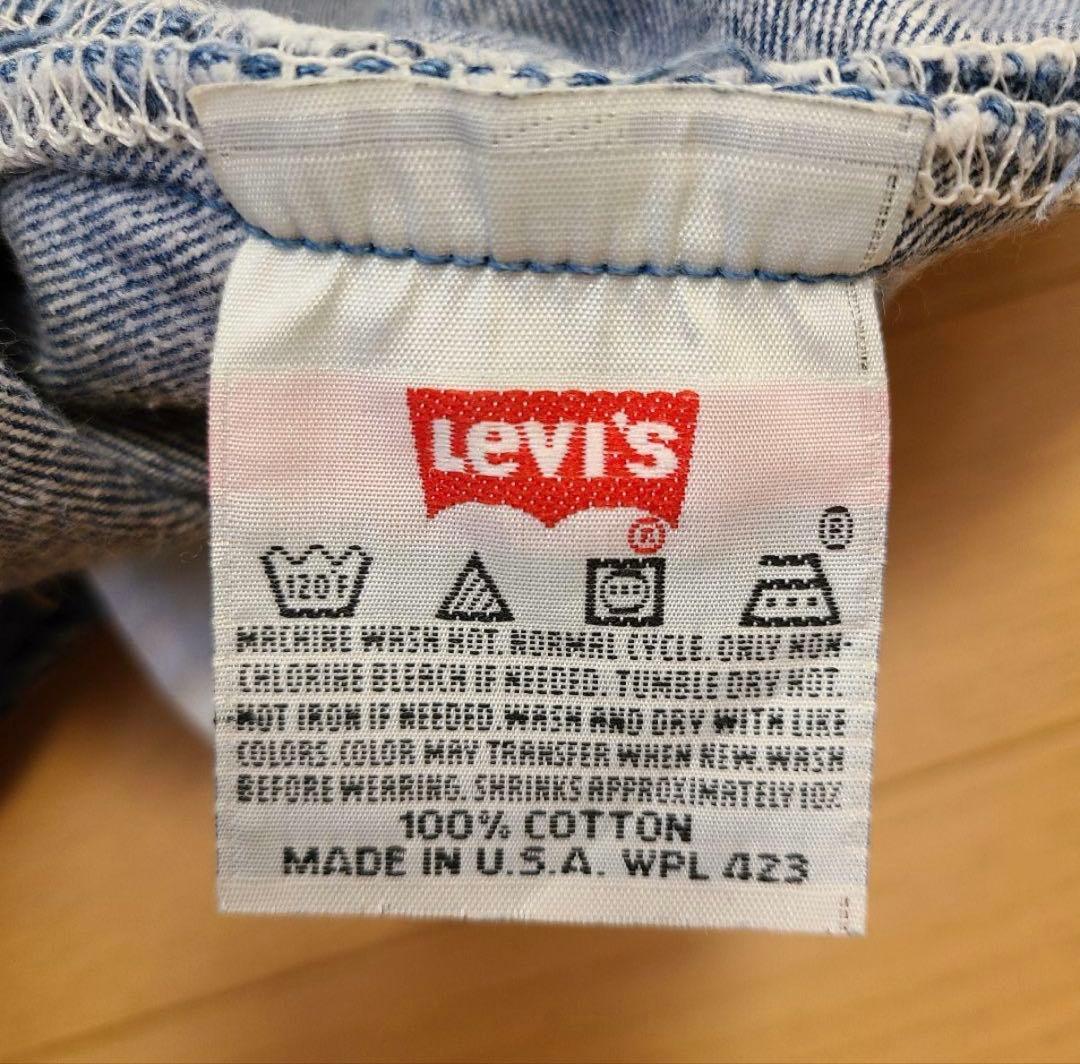 Levi's
®
®
120F
MACHINE WASH HOT. NORMAL CYCLE. ONLY NON-
CHLORINE BLEACH IF NEEDED. TUMBLE DRY HOT.
HOT IRON IF NEEDED. WASH AND DRY WITH LIKE
COLORS. COLOR MAY TRANSFER WHEN NEW. WASH
BEFORE WEARING. SHRINKS APPROXIMATELY 10%
100% COTTON
MADE IN U.S.A. WPL 423